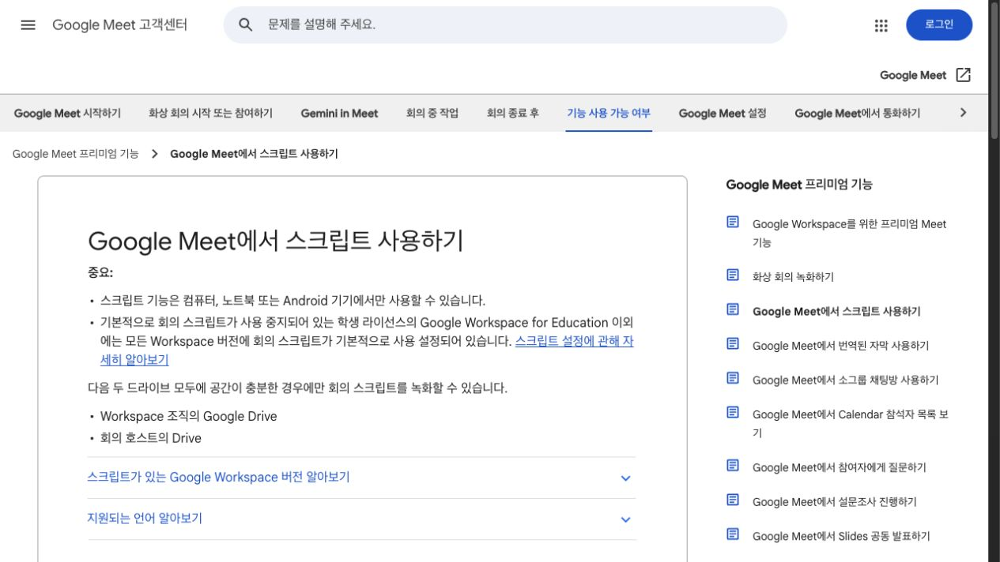 Google Meet 고객센터
문제를 설명해 주세요.
로그인
Google Meet
Google Meet 시작하기
화상 회의 시작 또는 참여하기
Gemini in Meet
회의 중 작업
회의 종료 후
기능 사용 가능 여부
Google Meet 설정
Google Meet에서 통화하기
Google Meet 프리미엄 기능
Google Meet에서 스크립트 사용하기
Google Meet에서 스크립트 사용하기
중요:
• 스크립트 기능은 컴퓨터, 노트북 또는 Android 기기에서만 사용할 수 있습니다.
• 기본적으로 회의 스크립트가 사용 중지되어 있는 학생 라이선스의 Google Workspace for Education 이외
에는 모든 Workspace 버전에 회의 스크립트가 기본적으로 사용 설정되어 있습니다. 스크립트 설정에 관해 자
세히 알아보기
다음 두 드라이브 모두에 공간이 충분한 경우에만 회의 스크립트를 녹화할 수 있습니다.
• Workspace 조직의 Google Drive
• 회의 호스트의 Drive
스크립트가 있는 Google Workspace 버전 알아보기
지원되는 언어 알아보기
Google Meet 프리미엄 기능
Google Workspace를 위한 프리미엄 Meet
기능
화상 회의 녹화하기
Google Meet에서 스크립트 사용하기
Google Meet에서 번역된 자막 사용하기
Google Meet에서 소그룹 채팅방 사용하기
Google Meet에서 Calendar 참석자 목록 보
기
Google Meet에서 참여자에게 질문하기
Google Meet에서 설문조사 진행하기
Google Meet에서 Slides 공동 발표하기